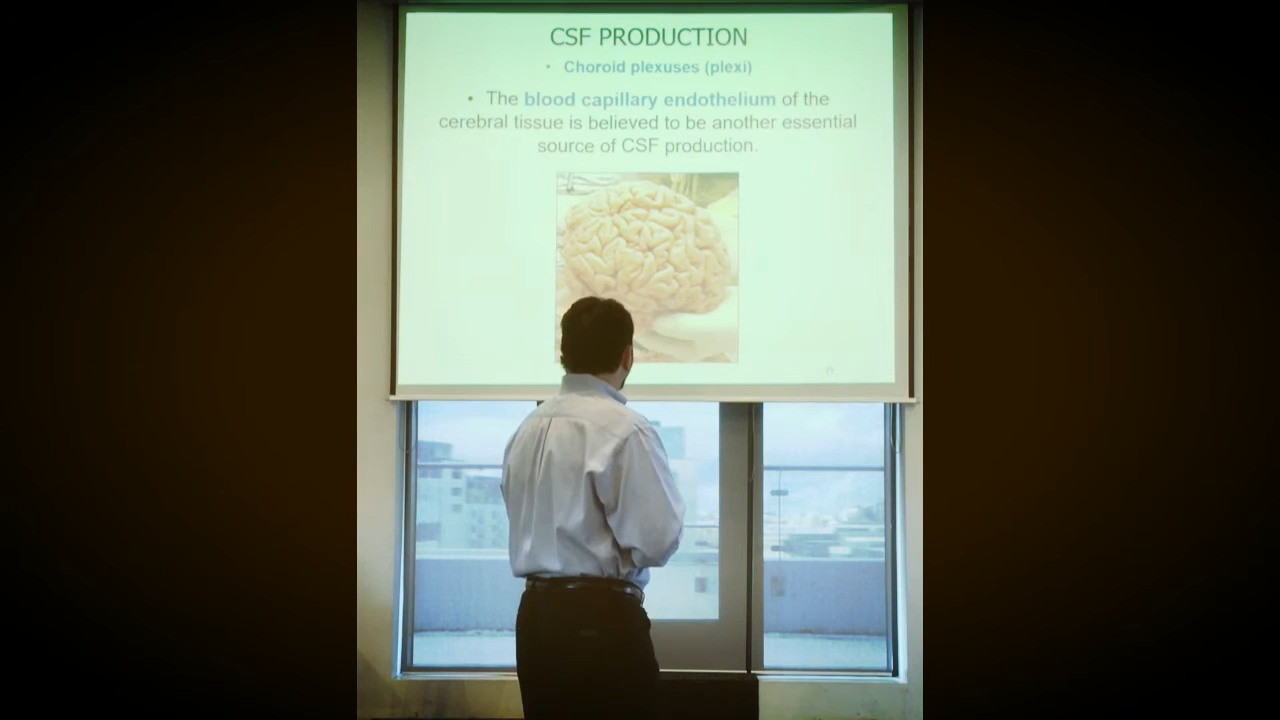 CSF PRODUCTION
• Choroid plexuses (plexi)
• The blood capillary endothelium of the
cerebral tissue is believed to be another essential
source of CSF production.